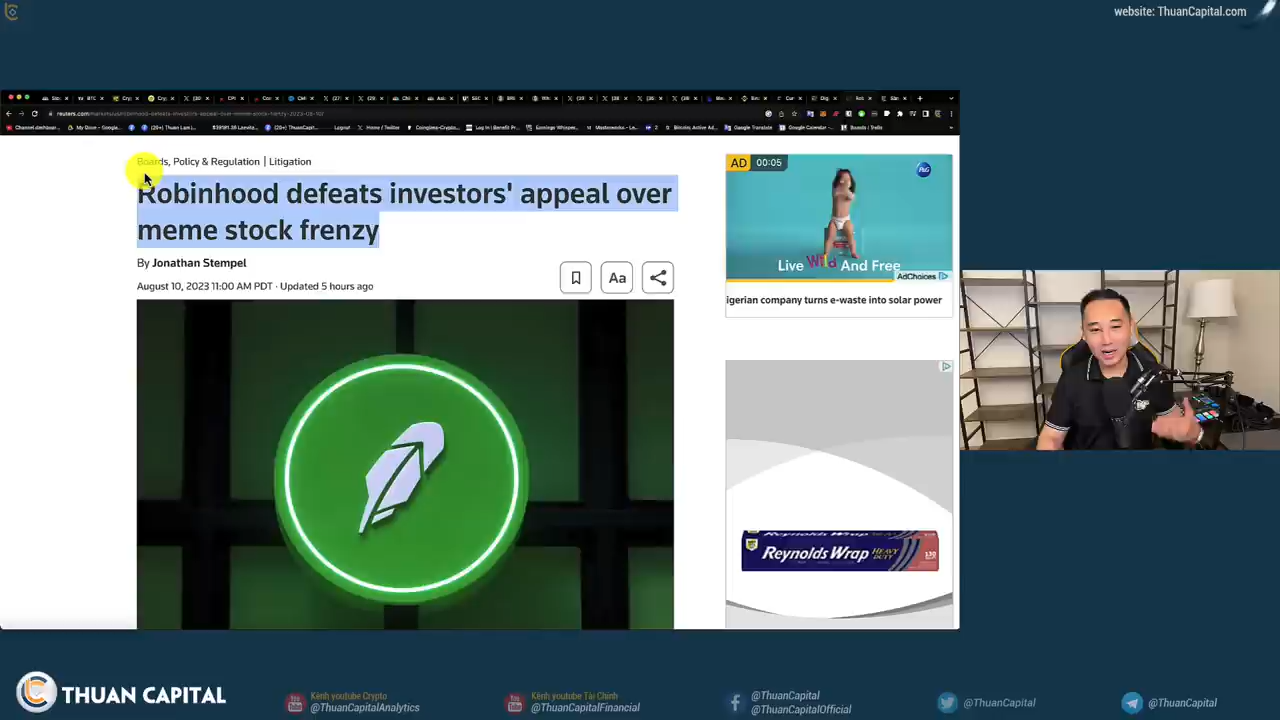 website: ThuanCapital.com
Boards, Policy & Regulation | Litigation
Robinhood defeats investors' appeal over
meme stock frenzy
By Jonathan Stempel
August 10, 2023 11:00 AM PDT · Updated 5 hours ago
Aa
AD 00:05
P&G
Live Wild And Free
AdChoices
igerian company turns e-waste into solar power
Reynolds Wrap HEAVY DUTY
130
THUAN CAPITAL
Kênh youtube Crypto
@ThuanCapitalAnalytics
Kênh youtube Tài Chính
@ThuanCapitalFinancial
@ThuanCapital
@ThuanCapitalOfficial
@ThuanCapital
@ThuanCapital